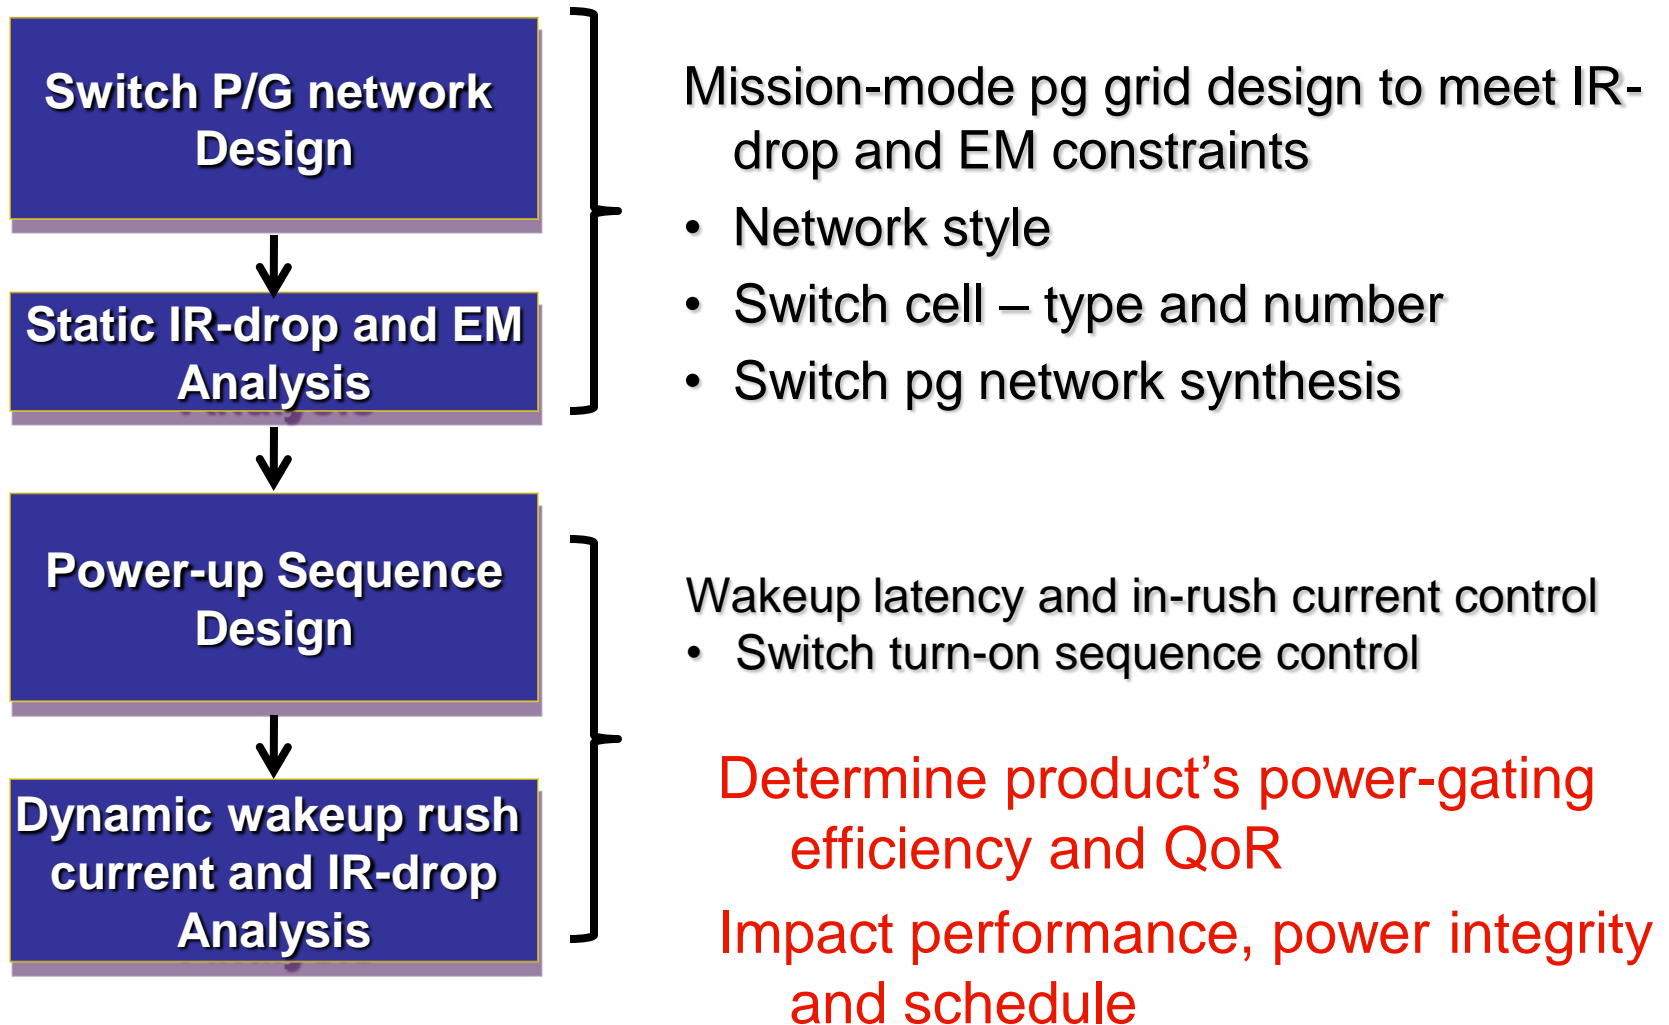 Switch P/G network
Design
Static IR-drop and EM
Analysis
Power-up Sequence
Design
Dynamic wakeup rush
current and IR-drop
Analysis
Mission-mode pg grid design to meet IR-
drop and EM constraints
• Network style
• Switch cell – type and number
• Switch pg network synthesis
Wakeup latency and in-rush current control
• Switch turn-on sequence control
Determine product’s power-gating
efficiency and QoR
Impact performance, power integrity
and schedule